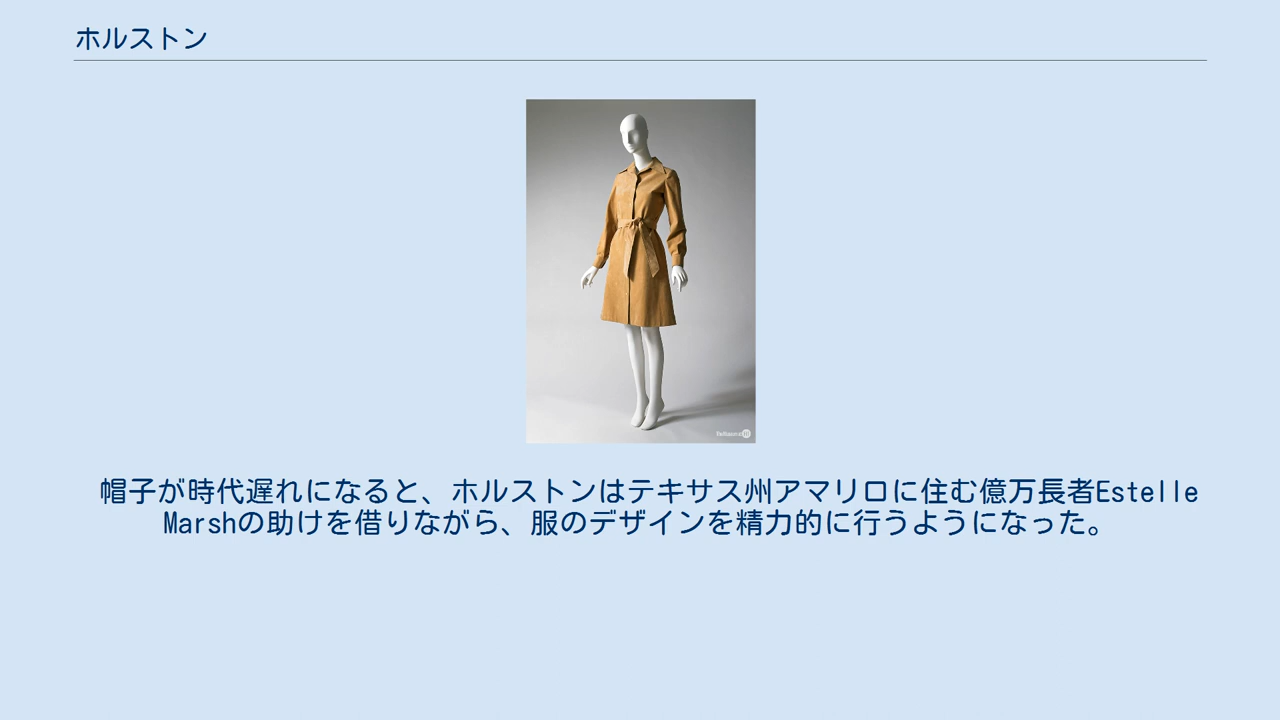 ホルストン
帽子が時代遅れになると、ホルストンはテキサス州アマリロに住む億万長者Estelle
Marshの助けを借りながら、服のデザインを精力的に行うようになった。